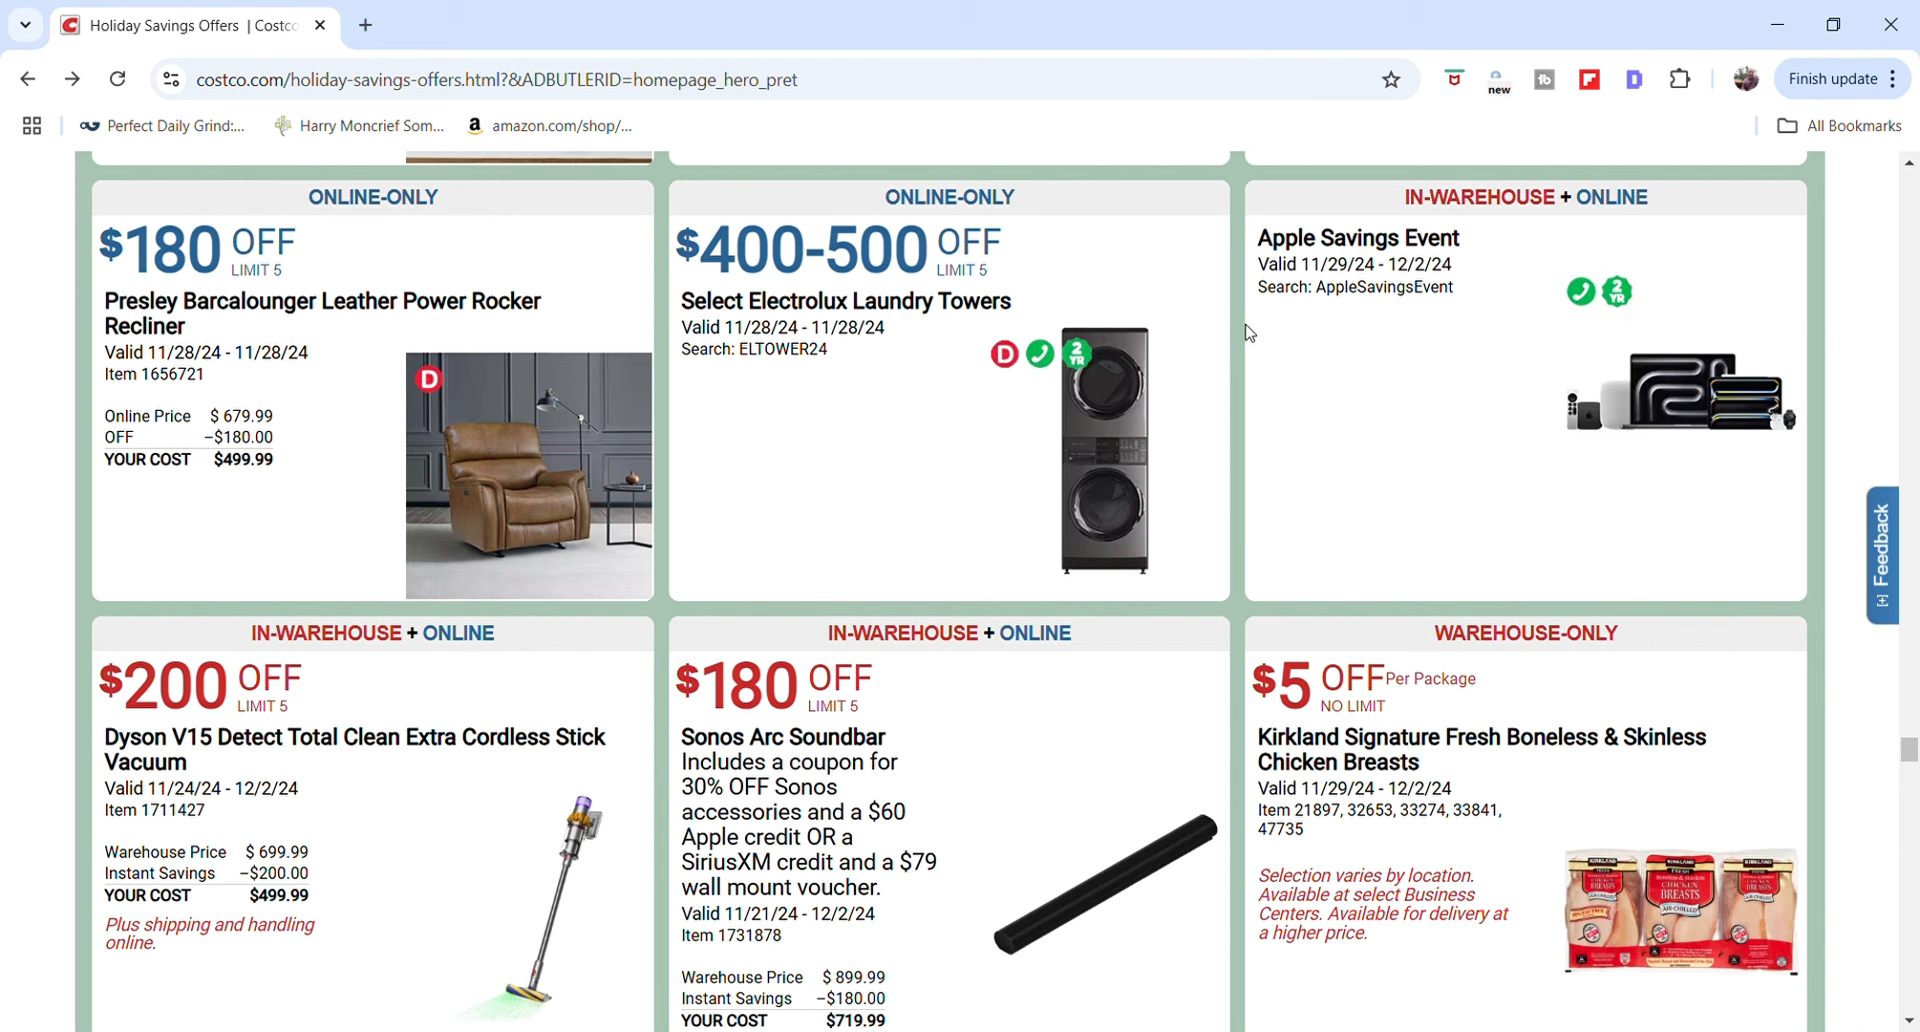 Holiday Savings Offers | Costco
costco.com/holiday-savings-offers.html?&ADBUTLERID=homepage_hero_pret
new
Finish update
Perfect Daily Grind:...
Harry Moncrief Som...
amazon.com/shop/...
All Bookmarks
ONLINE-ONLY
$180 OFF
LIMIT 5
Presley Barcalounger Leather Power Rocker
Recliner
Valid 11/28/24 - 11/28/24
Item 1656721
D
Online Price $ 679.99
OFF -$180.00
YOUR COST $499.99
ONLINE-ONLY
$400-500 OFF
LIMIT 5
Select Electrolux Laundry Towers
Valid 11/28/24 - 11/28/24
Search: ELTOWER24
D
2 YR
IN-WAREHOUSE + ONLINE
Apple Savings Event
Valid 11/29/24 - 12/2/24
Search: AppleSavingsEvent
2 YR
[+] Feedback
IN-WAREHOUSE + ONLINE
$200 OFF
LIMIT 5
Dyson V15 Detect Total Clean Extra Cordless Stick
Vacuum
Valid 11/24/24 - 12/2/24
Item 1711427
Warehouse Price $ 699.99
Instant Savings -$200.00
YOUR COST $499.99
Plus shipping and handling
online.
IN-WAREHOUSE + ONLINE
$180 OFF
LIMIT 5
Sonos Arc Soundbar
Includes a coupon for
30% OFF Sonos
accessories and a $60
Apple credit OR a
SiriusXM credit and a $79
wall mount voucher.
Valid 11/21/24 - 12/2/24
Item 1731878
Warehouse Price $ 899.99
Instant Savings -$180.00
YOUR COST $719.99
WAREHOUSE-ONLY
$5 OFF Per Package
NO LIMIT
Kirkland Signature Fresh Boneless & Skinless
Chicken Breasts
Valid 11/29/24 - 12/2/24
Item 21897, 32653, 33274, 33841,
47735
Selection varies by location.
Available at select Business
Centers. Available for delivery at
a higher price.
KIRKLAND
KIRKLAND
KIRKLAND
CHICKEN
BREASTS
AIR-CHILLED